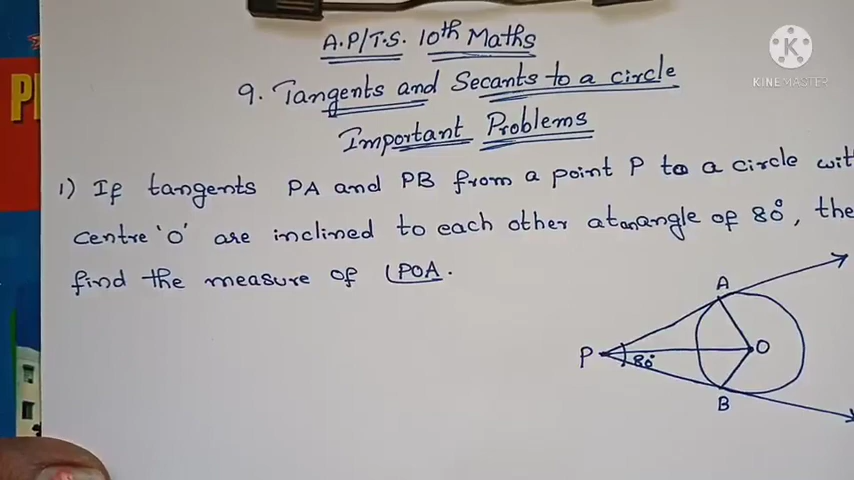 A.P/T.S. 10th Maths
9. Tangents and Secants to a circle
Important Problems
1) If tangents PA and PB from a point P to a circle wit
centre 'O' are inclined to each other at an angle of 80°, the
find the measure of ∠POA.
A
P 80° O
B
KINEMASTER
P